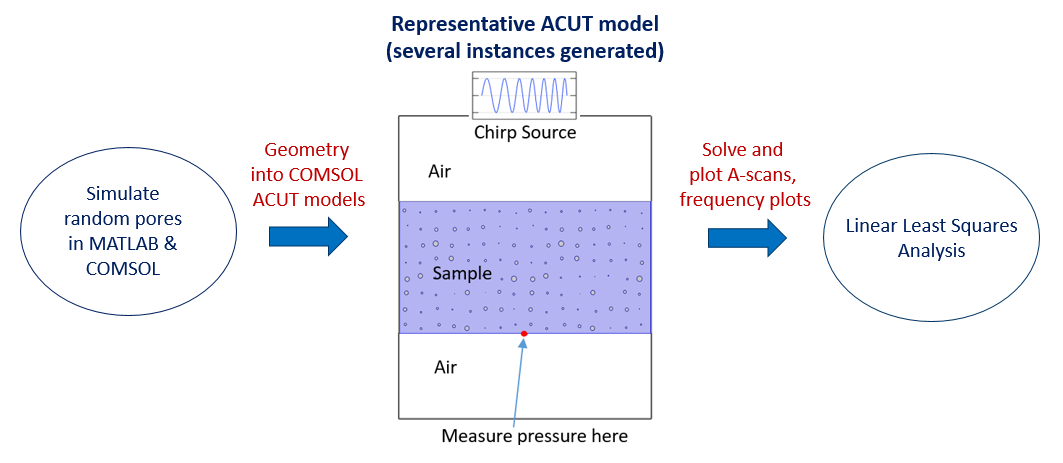 Representative ACUT model
(several instances generated)
Chirp Source
Geometry
into COMSOL
ACUT models
Solve and
plot A-scans,
frequency plots
Air
Simulate
random pores
in MATLAB &
COMSOL
Linear Least Squares
Analysis
Sample
Air
Measure pressure here